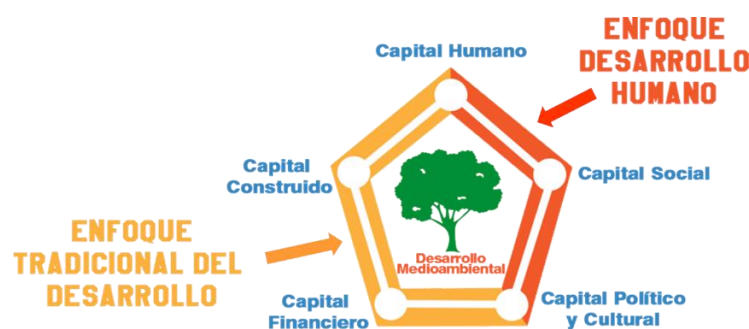 ENFOQUE
DESARROLLO
HUMANO
Capital Humano
Capital
Construido
Capital Social
ENFOQUE
TRADICIONAL DEL
DESARROLLO
Desarrollo
Medioambiental
Capital
Financiero
Capital Político
y Cultural